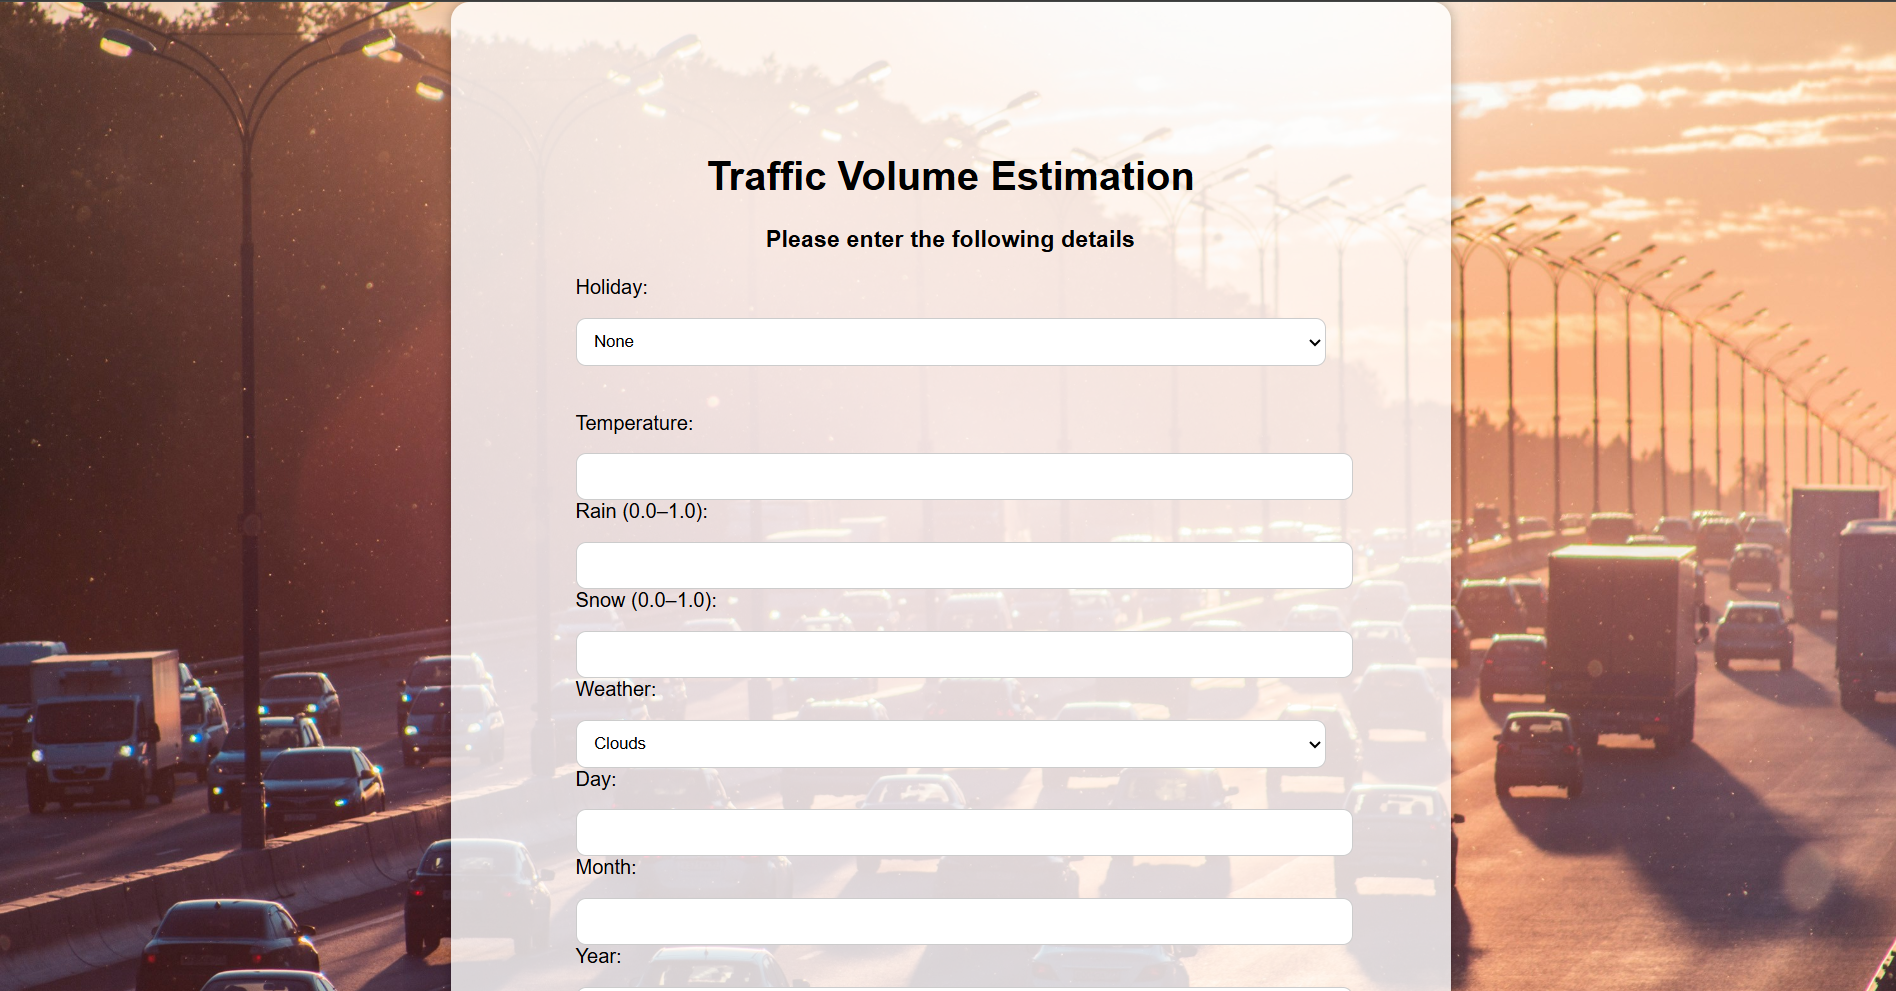 Traffic Volume Estimation
Please enter the following details
Holiday:
None
Temperature:
Rain (0.0–1.0):
Snow (0.0–1.0):
Weather:
Clouds
Day:
Month:
Year: